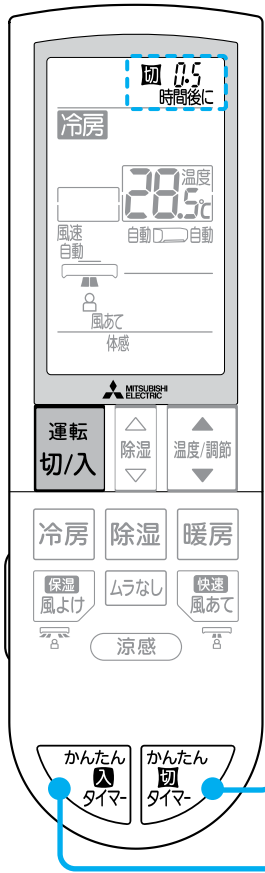 切 0.5
時間後に
冷房
28.5℃ 温度
風速
自動
自動 自動
風あて
体感
MITSUBISHI
ELECTRIC
運転
切/入
除湿
温度/調節
冷房 除湿 暖房
保湿
風よけ
ムラなし
快速
風あて
涼感
かんたん
入
タイマー
かんたん
切
タイマー